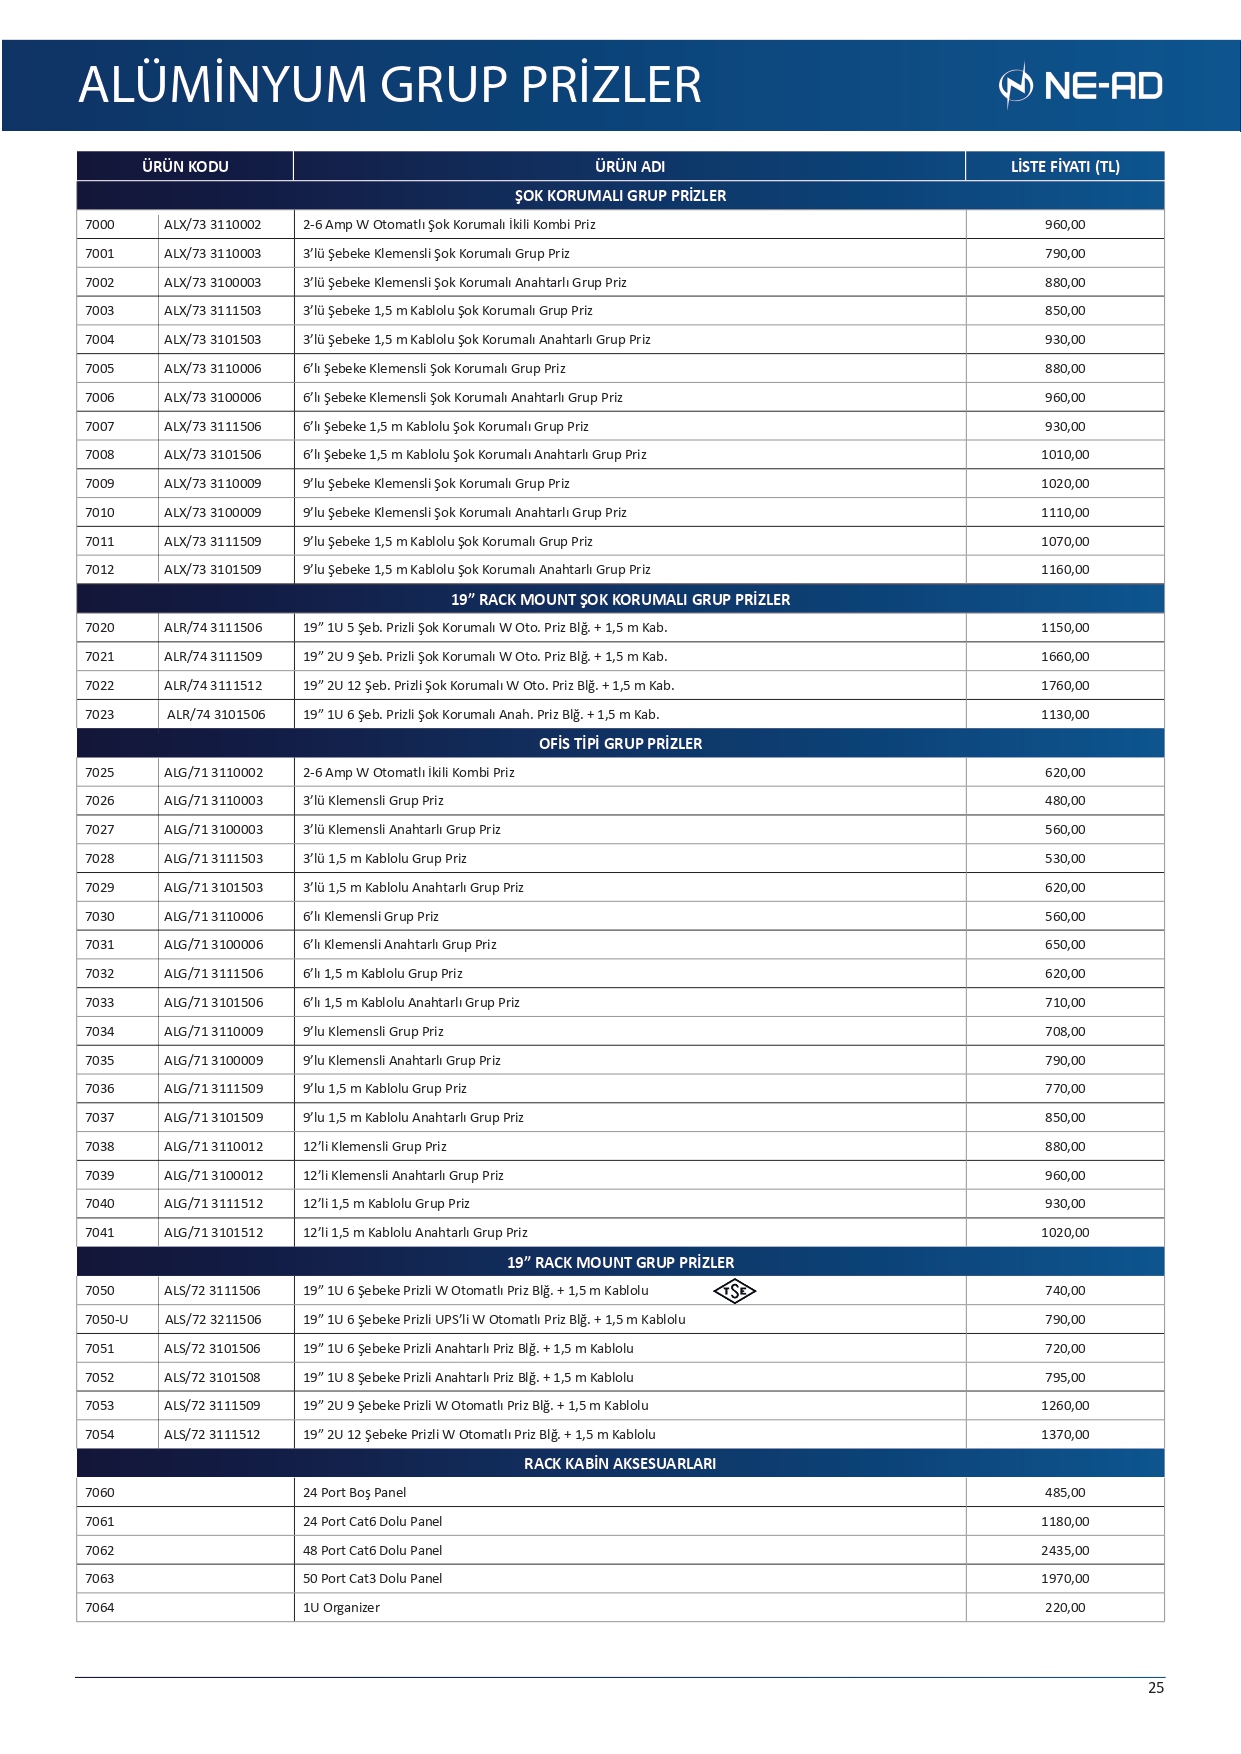 ALÜMİNYUM GRUP PRİZLER
NE-AD
ÜRÜN KODU ÜRÜN ADI LİSTE FİYATI (TL)
ŞOK KORUMALI GRUP PRİZLER
7000 ALX/73 3110002 2-6 Amp W Otomatlı Şok Korumalı İkili Kombi Priz 960,00
7001 ALX/73 3110003 3’lü Şebeke Klemensli Şok Korumalı Grup Priz 790,00
7002 ALX/73 3100003 3’lü Şebeke Klemensli Şok Korumalı Anahtarlı Grup Priz 880,00
7003 ALX/73 3111503 3’lü Şebeke 1,5 m Kablolu Şok Korumalı Grup Priz 850,00
7004 ALX/73 3101503 3’lü Şebeke 1,5 m Kablolu Şok Korumalı Anahtarlı Grup Priz 930,00
7005 ALX/73 3110006 6’lı Şebeke Klemensli Şok Korumalı Grup Priz 880,00
7006 ALX/73 3100006 6’lı Şebeke Klemensli Şok Korumalı Anahtarlı Grup Priz 960,00
7007 ALX/73 3111506 6’lı Şebeke 1,5 m Kablolu Şok Korumalı Grup Priz 930,00
7008 ALX/73 3101506 6’lı Şebeke 1,5 m Kablolu Şok Korumalı Anahtarlı Grup Priz 1010,00
7009 ALX/73 3110009 9’lu Şebeke Klemensli Şok Korumalı Grup Priz 1020,00
7010 ALX/73 3100009 9’lu Şebeke Klemensli Şok Korumalı Anahtarlı Grup Priz 1110,00
7011 ALX/73 3111509 9’lu Şebeke 1,5 m Kablolu Şok Korumalı Grup Priz 1070,00
7012 ALX/73 3101509 9’lu Şebeke 1,5 m Kablolu Şok Korumalı Anahtarlı Grup Priz 1160,00
19” RACK MOUNT ŞOK KORUMALI GRUP PRİZLER
7020 ALR/74 3111506 19” 1U 5 Şeb. Prizli Şok Korumalı W Oto. Priz Blğ. + 1,5 m Kab. 1150,00
7021 ALR/74 3111509 19” 2U 9 Şeb. Prizli Şok Korumalı W Oto. Priz Blğ. + 1,5 m Kab. 1660,00
7022 ALR/74 3111512 19” 2U 12 Şeb. Prizli Şok Korumalı W Oto. Priz Blğ. + 1,5 m Kab. 1760,00
7023 ALR/74 3101506 19” 1U 6 Şeb. Prizli Şok Korumalı Anah. Priz Blğ. + 1,5 m Kab. 1130,00
OFİS TİPİ GRUP PRİZLER
7025 ALG/71 3110002 2-6 Amp W Otomatlı İkili Kombi Priz 620,00
7026 ALG/71 3110003 3’lü Klemensli Grup Priz 480,00
7027 ALG/71 3100003 3’lü Klemensli Anahtarlı Grup Priz 560,00
7028 ALG/71 3111503 3’lü 1,5 m Kablolu Grup Priz 530,00
7029 ALG/71 3101503 3’lü 1,5 m Kablolu Anahtarlı Grup Priz 620,00
7030 ALG/71 3110006 6’lı Klemensli Grup Priz 560,00
7031 ALG/71 3100006 6’lı Klemensli Anahtarlı Grup Priz 650,00
7032 ALG/71 3111506 6’lı 1,5 m Kablolu Grup Priz 620,00
7033 ALG/71 3101506 6’lı 1,5 m Kablolu Anahtarlı Grup Priz 710,00
7034 ALG/71 3110009 9’lu Klemensli Grup Priz 708,00
7035 ALG/71 3100009 9’lu Klemensli Anahtarlı Grup Priz 790,00
7036 ALG/71 3111509 9’lu 1,5 m Kablolu Grup Priz 770,00
7037 ALG/71 3101509 9’lu 1,5 m Kablolu Anahtarlı Grup Priz 850,00
7038 ALG/71 3110012 12’li Klemensli Grup Priz 880,00
7039 ALG/71 3100012 12’li Klemensli Anahtarlı Grup Priz 960,00
7040 ALG/71 3111512 12’li 1,5 m Kablolu Grup Priz 930,00
7041 ALG/71 3101512 12’li 1,5 m Kablolu Anahtarlı Grup Priz 1020,00
19” RACK MOUNT GRUP PRİZLER
7050 ALS/72 3111506 19” 1U 6 Şebeke Prizli W Otomatlı Priz Blğ. + 1,5 m Kablolu TSE 740,00
7050-U ALS/72 3211506 19” 1U 6 Şebeke Prizli UPS’li W Otomatlı Priz Blğ. + 1,5 m Kablolu 790,00
7051 ALS/72 3101506 19” 1U 6 Şebeke Prizli Anahtarlı Priz Blğ. + 1,5 m Kablolu 720,00
7052 ALS/72 3101508 19” 1U 8 Şebeke Prizli Anahtarlı Priz Blğ. + 1,5 m Kablolu 795,00
7053 ALS/72 3111509 19” 2U 9 Şebeke Prizli W Otomatlı Priz Blğ. + 1,5 m Kablolu 1260,00
7054 ALS/72 3111512 19” 2U 12 Şebeke Prizli W Otomatlı Priz Blğ. + 1,5 m Kablolu 1370,00
RACK KABİN AKSESUARLARI
7060 24 Port Boş Panel 485,00
7061 24 Port Cat6 Dolu Panel 1180,00
7062 48 Port Cat6 Dolu Panel 2435,00
7063 50 Port Cat3 Dolu Panel 1970,00
7064 1U Organizer 220,00
25